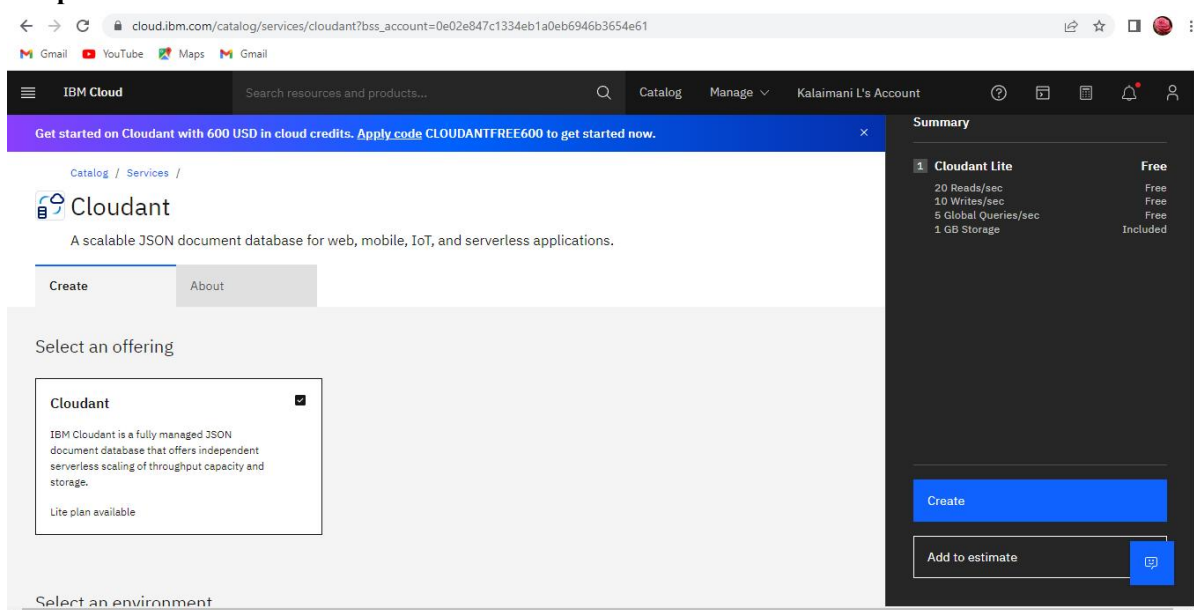 cloud.ibm.com/catalog/services/cloudant?bss_account=0e02e847c1334eb1a0eb6946b3654e61
Gmail YouTube Maps Gmail
IBM Cloud Search resources and products... Catalog Manage Kalaimani L's Account
Get started on Cloudant with 600 USD in cloud credits. Apply code CLOUDANTFREE600 to get started now.
Catalog / Services /
Cloudant
A scalable JSON document database for web, mobile, IoT, and serverless applications.
Create About
Select an offering
Cloudant
IBM Cloudant is a fully managed JSON
document database that offers independent
serverless scaling of throughput capacity and
storage.
Lite plan available
Select an environment
Summary
1 Cloudant Lite Free
20 Reads/sec Free
10 Writes/sec Free
5 Global Queries/sec Free
1 GB Storage Included
Create
Add to estimate